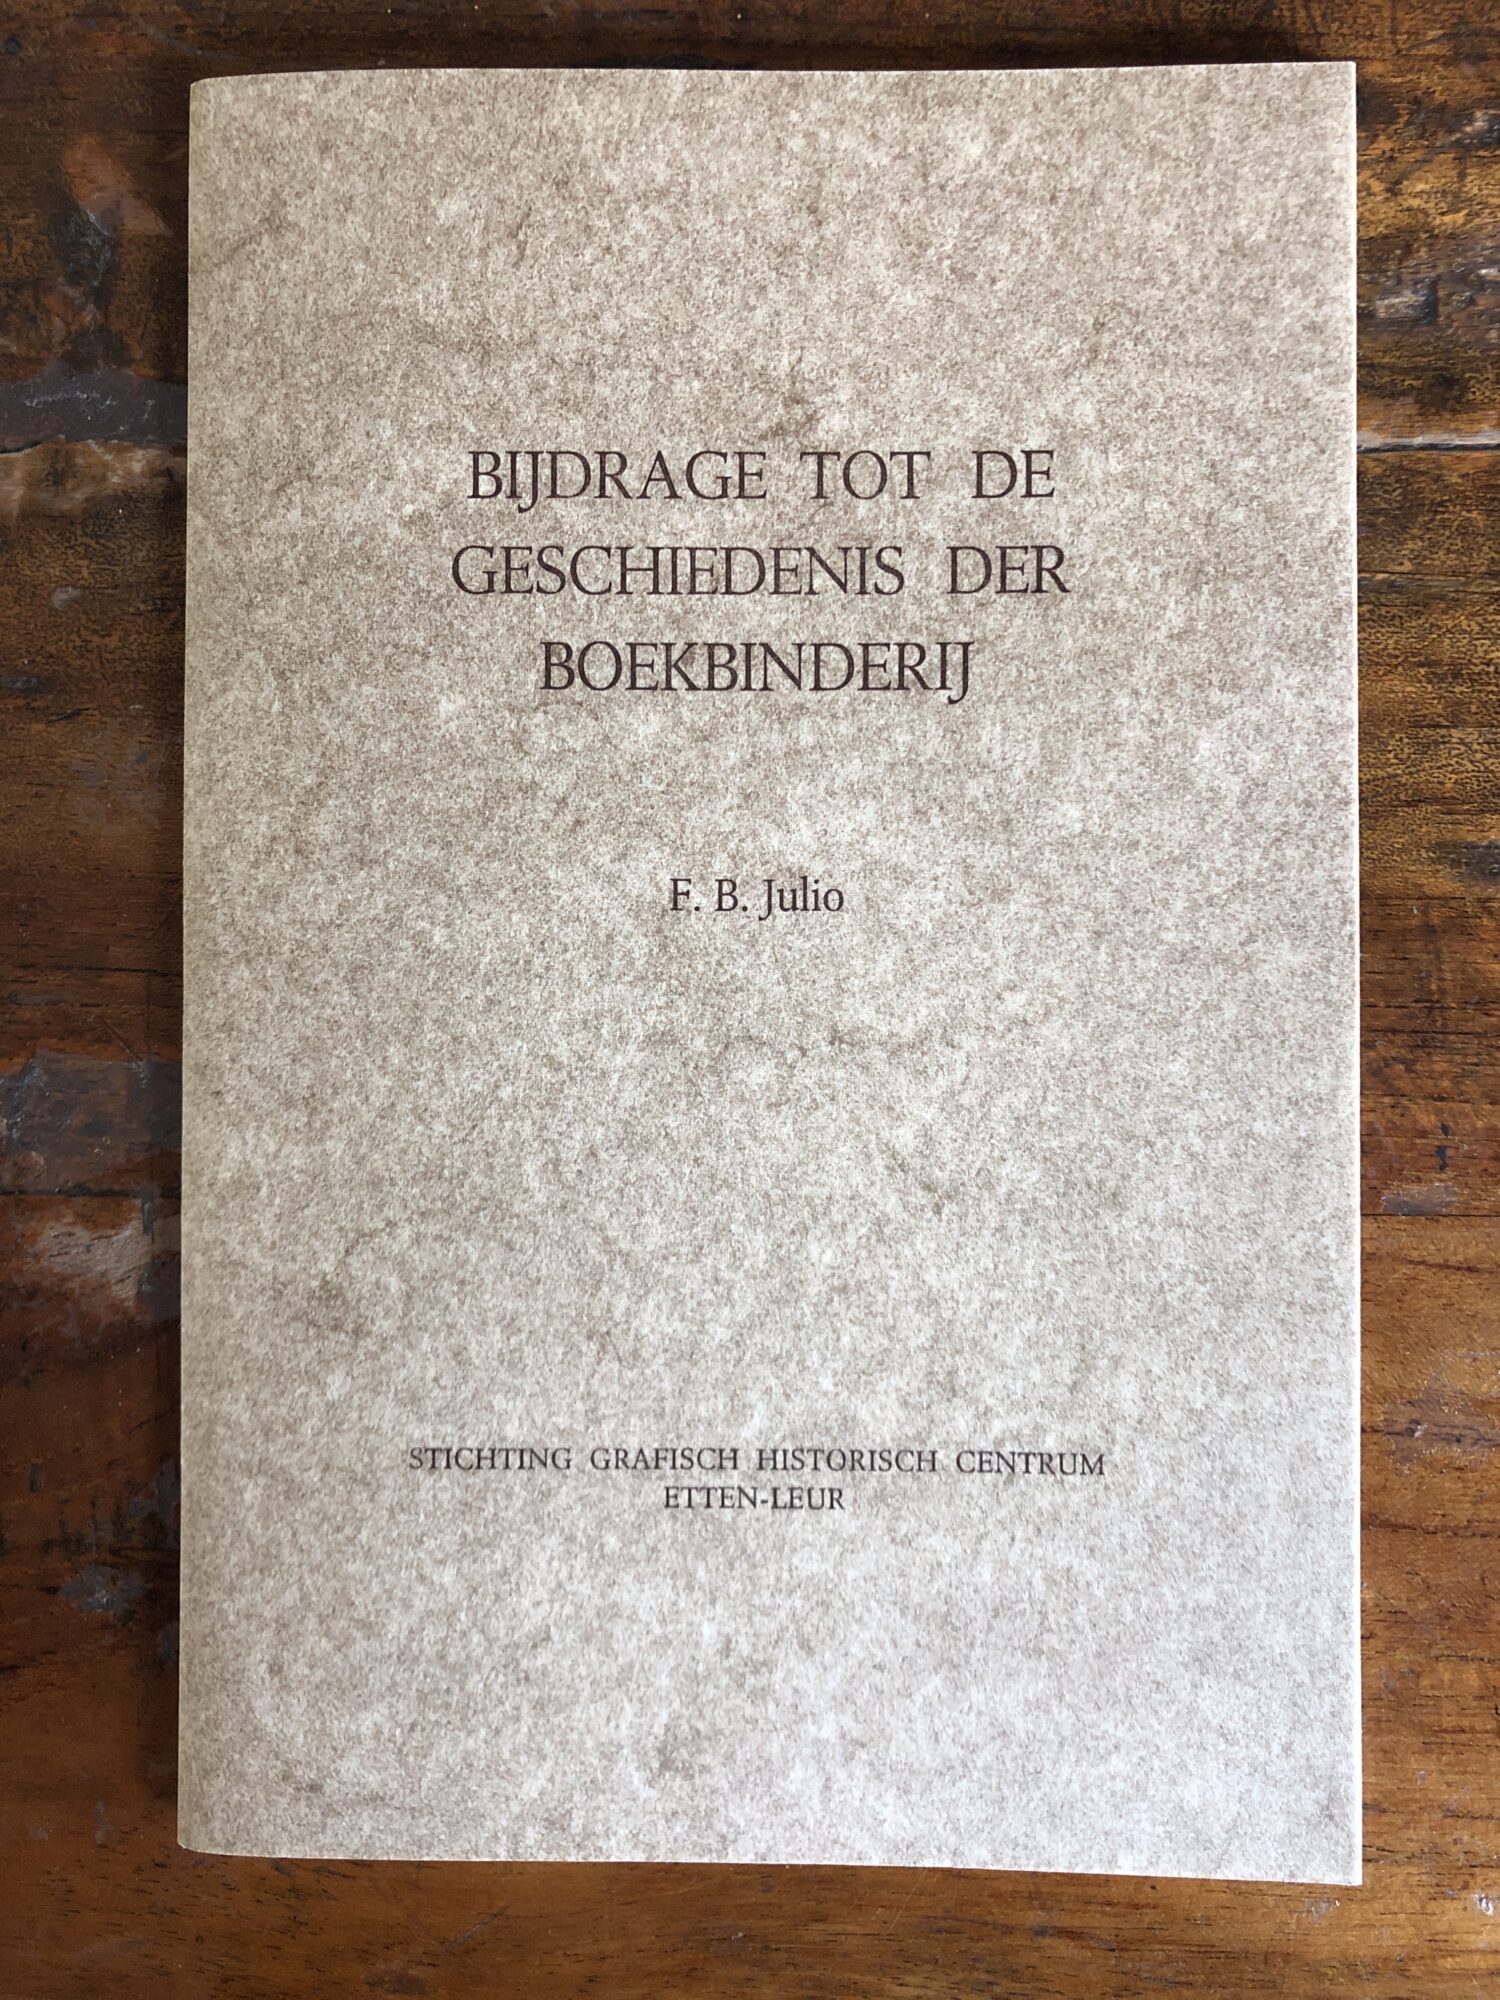 BIJDRAGE TOT DE
GESCHIEDENIS DER
BOEKBINDERIJ
F. B. Julio
STICHTING GRAFISCH HISTORISCH CENTRUM
ETTEN-LEUR